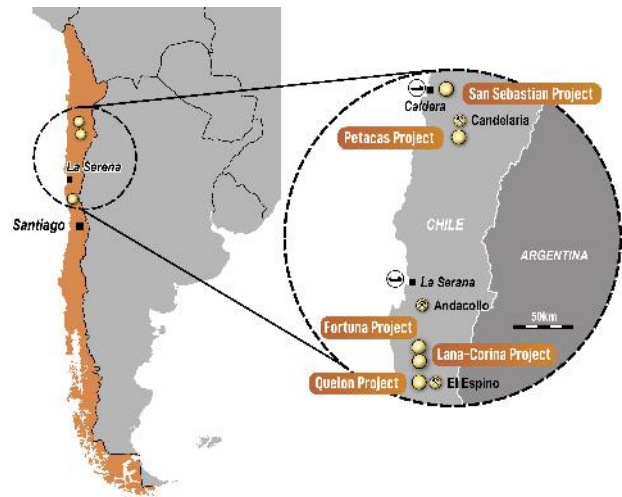 La Serena
Santiago
San Sebastian Project
Caldera
Candelaria
Petacas Project
CHILE
ARGENTINA
La Serana
Andacollo
50km
Fortuna Project
Lana-Corina Project
Quelon Project
El Espino